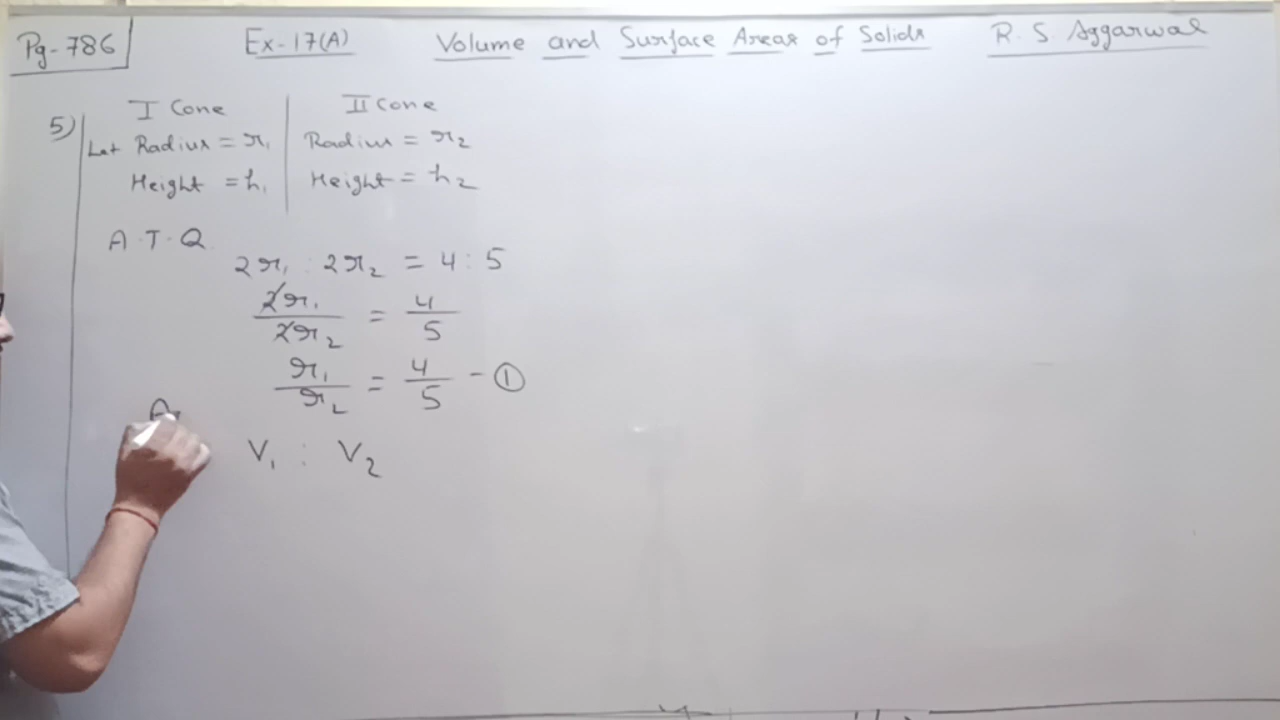 Pg-786
Ex-17(A)
Volume and Surface Areas of Solids
R. S. Aggarwal
5)
I Cone
II Cone
Let Radius = r₁
Radius = r₂
Height = h₁
Height = h₂
A.T.Q.
2r₁ : 2r₂ = 4 : 5
2r₁/2r₂ = 4/5
r₁/r₂ = 4/5 - ①
V₁ : V₂